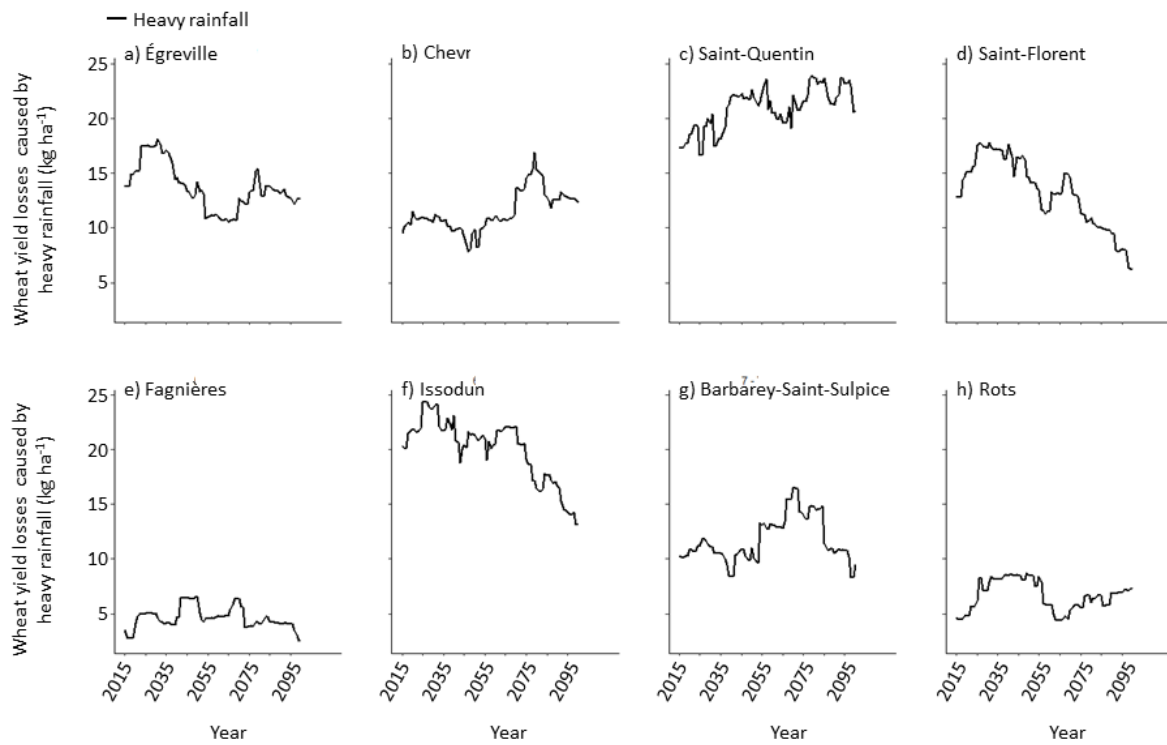 Heavy rainfall
a) Égreville
b) Chevr
c) Saint-Quentin
d) Saint-Florent
Wheat yield losses caused by
heavy rainfall (kg ha⁻¹)
25
20
15
10
5
e) Fagnières
f) Issodun
g) Barbarey-Saint-Sulpice
h) Rots
Wheat yield losses caused by
heavy rainfall (kg ha⁻¹)
25
20
15
10
5
2015 2035 2055 2075 2095
2015 2035 2055 2075 2095
2015 2035 2055 2075 2095
2015 2035 2055 2075 2095
Year
Year
Year
Year